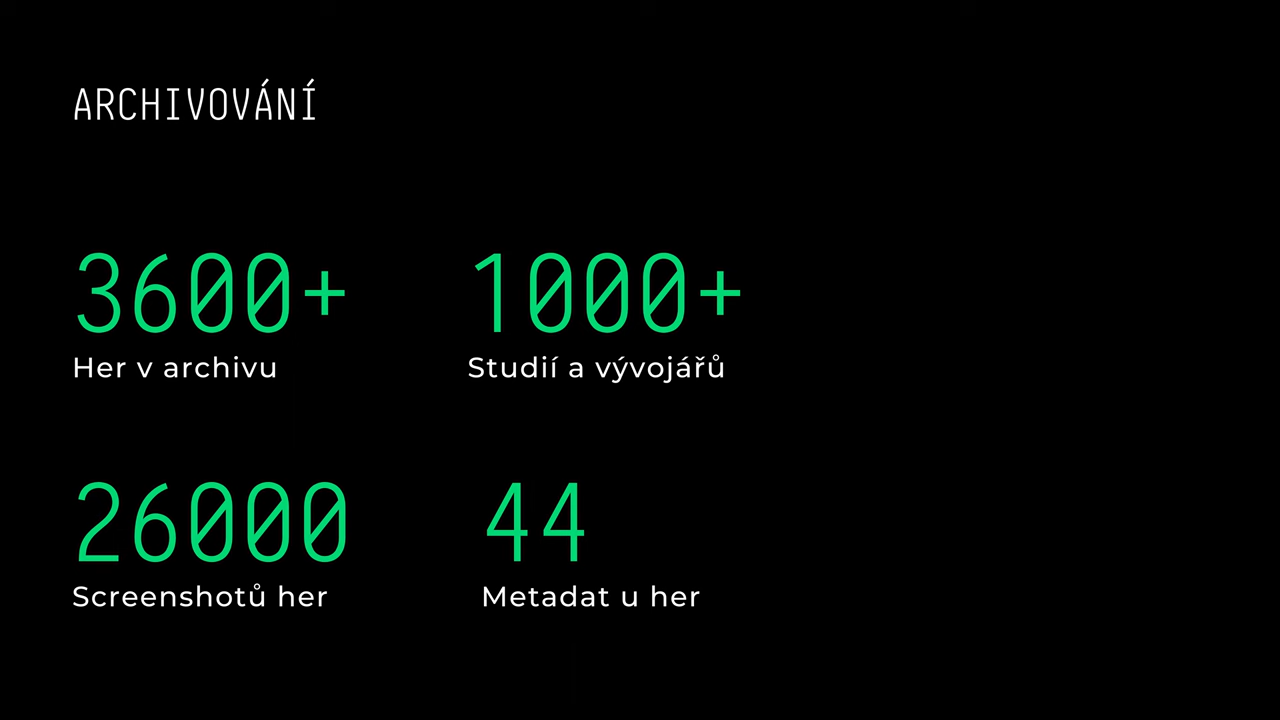 ARCHIVOVÁNÍ
3600+
Her v archivu
1000+
Studií a vývojářů
26000
Screenshotů her
44
Metadat u her